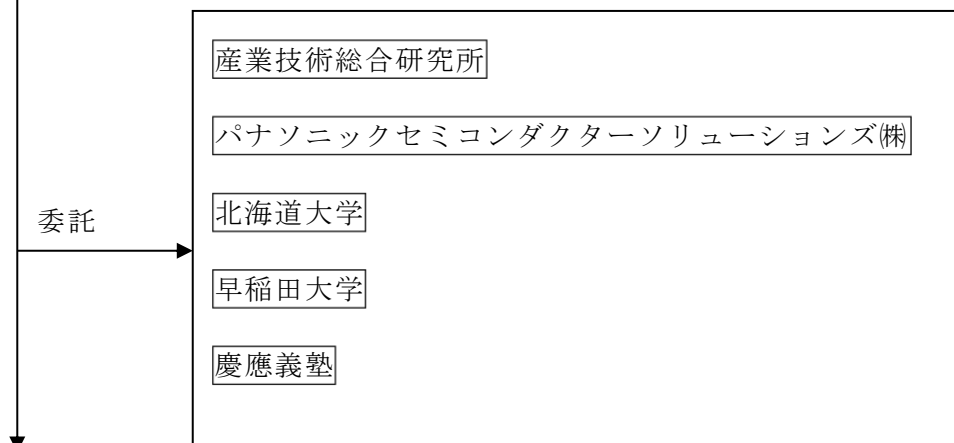 産業技術総合研究所
パナソニックセミコンダクターソリューションズ㈱
北海道大学
委託
早稲田大学
慶應義塾